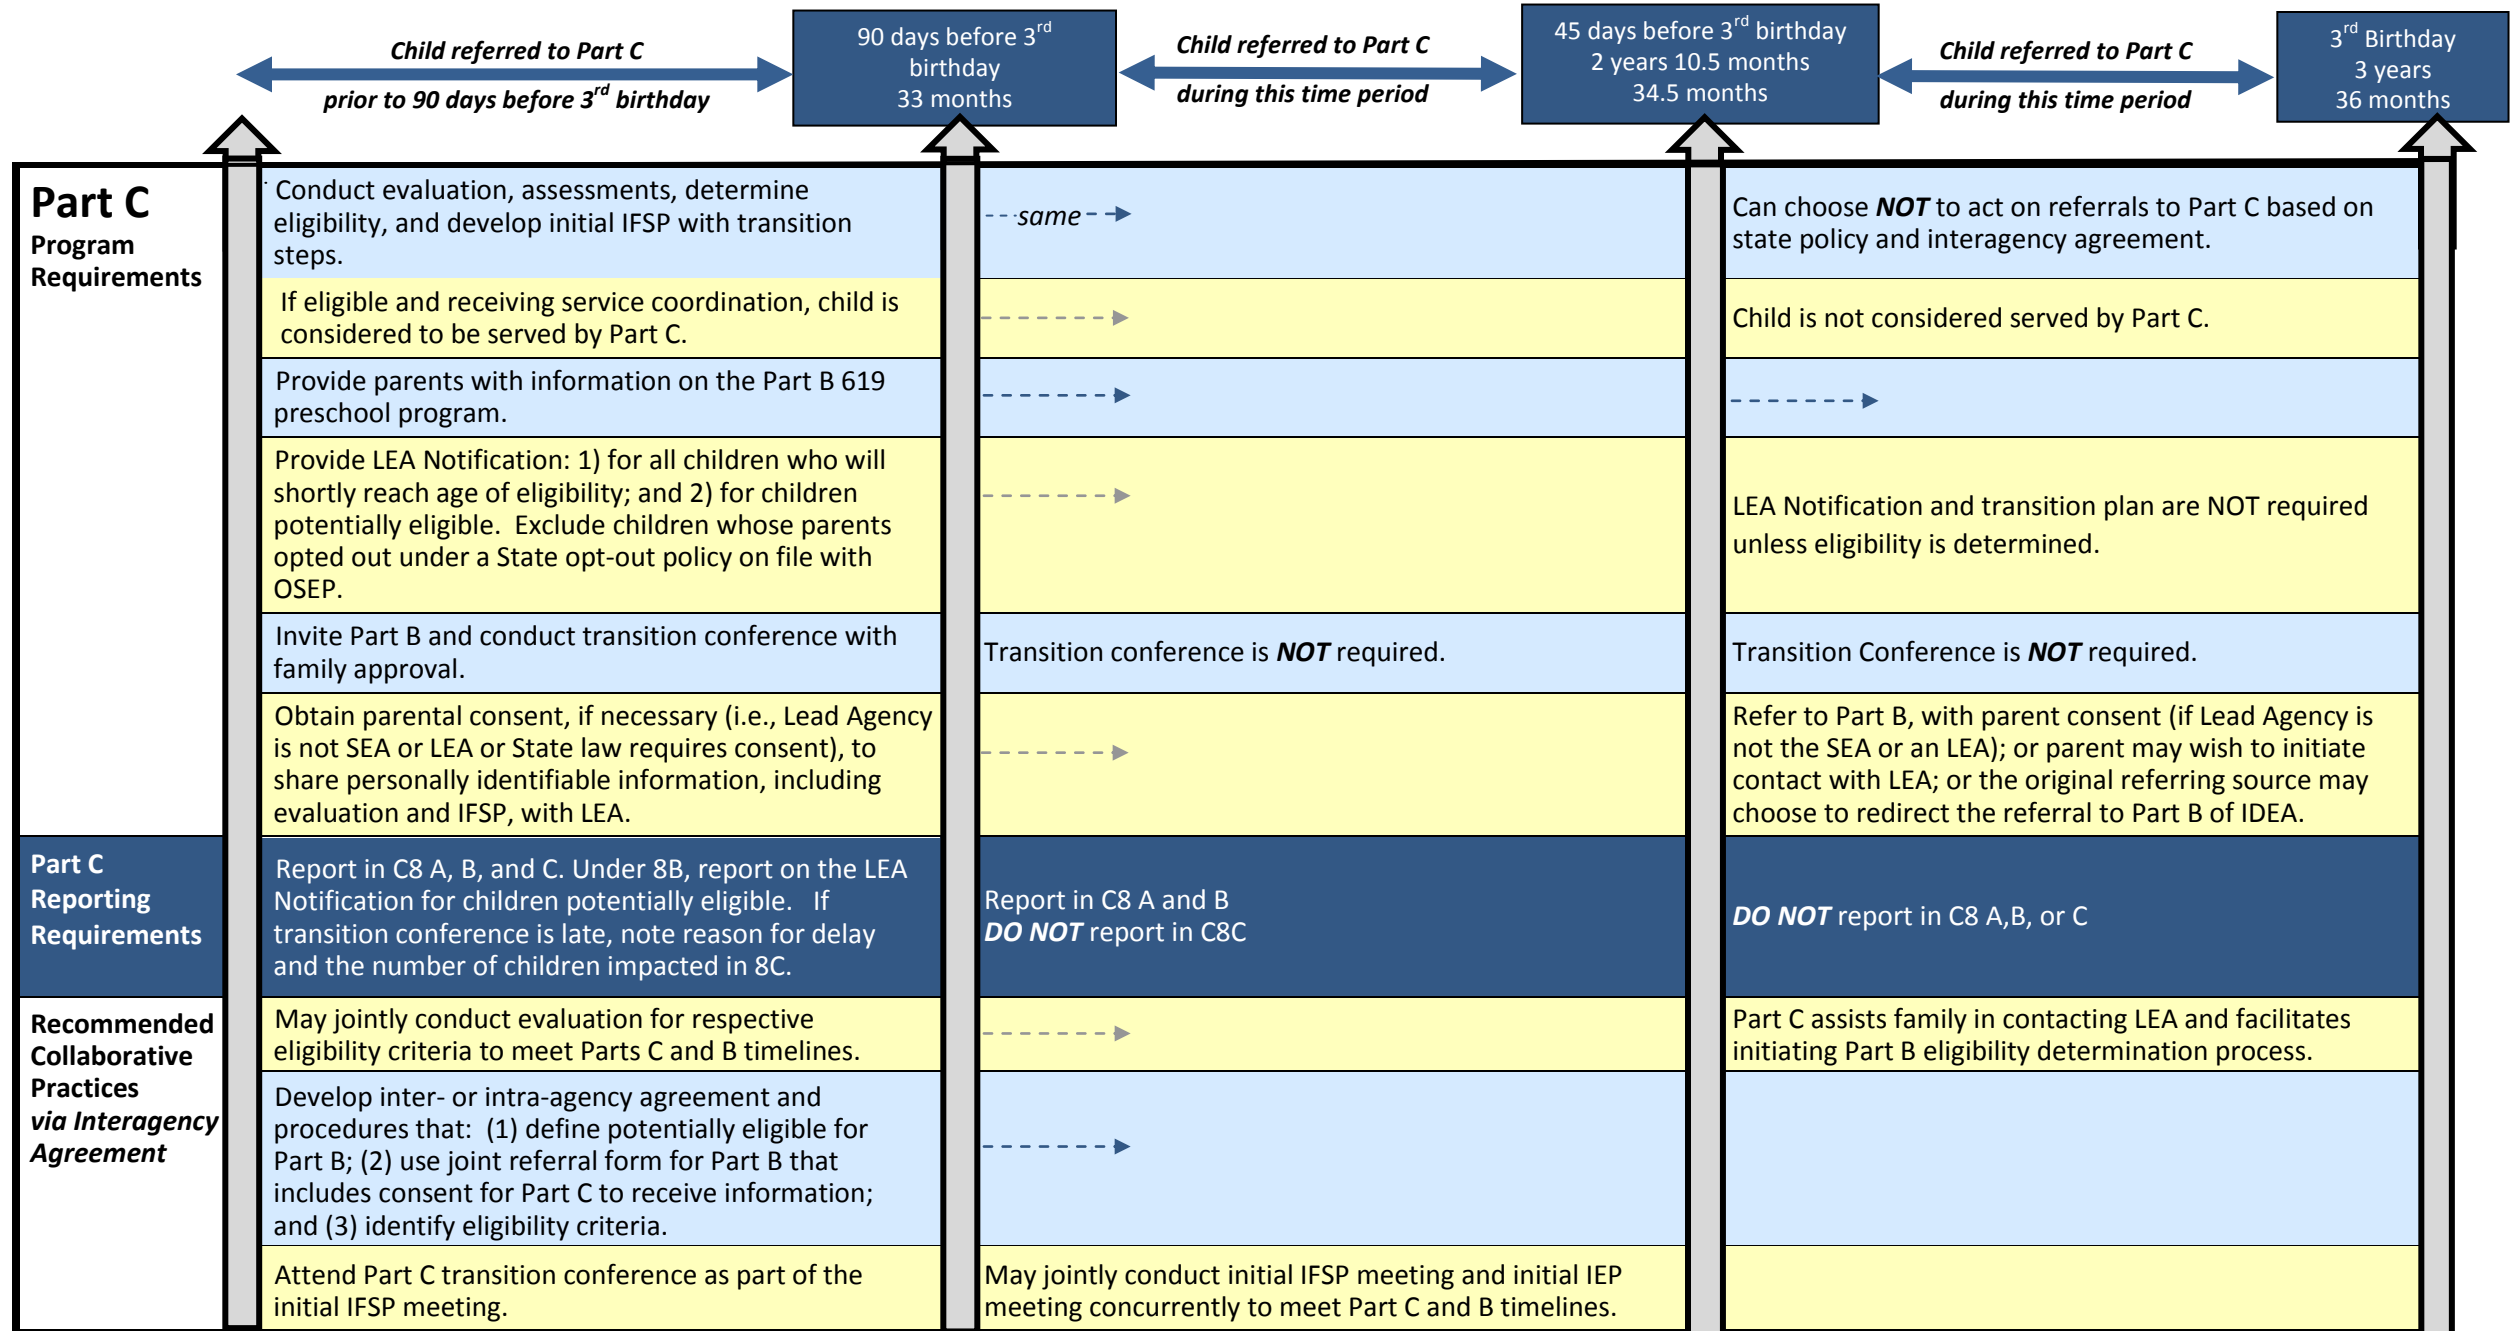 Child referred to Part C
prior to 90 days before 3rd birthday
90 days before 3rd
birthday
33 months
Child referred to Part C
during this time period
45 days before 3rd birthday
2 years 10.5 months
34.5 months
Child referred to Part C
during this time period
3rd Birthday
3 years
36 months
Part C
Program
Requirements
Conduct evaluation, assessments, determine
eligibility, and develop initial IFSP with transition
steps.
same
Can choose NOT to act on referrals to Part C based on
state policy and interagency agreement.
If eligible and receiving service coordination, child is
considered to be served by Part C.
Child is not considered served by Part C.
Provide parents with information on the Part B 619
preschool program.
Provide LEA Notification: 1) for all children who will
shortly reach age of eligibility; and 2) for children
potentially eligible.  Exclude children whose parents
opted out under a State opt-out policy on file with
OSEP.
LEA Notification and transition plan are NOT required
unless eligibility is determined.
Invite Part B and conduct transition conference with
family approval.
Transition conference is NOT required.
Transition Conference is NOT required.
Obtain parental consent, if necessary (i.e., Lead Agency
is not SEA or LEA or State law requires consent), to
share personally identifiable information, including
evaluation and IFSP, with LEA.
Refer to Part B, with parent consent (if Lead Agency is
not the SEA or an LEA); or parent may wish to initiate
contact with LEA; or the original referring source may
choose to redirect the referral to Part B of IDEA.
Part C
Reporting
Requirements
Report in C8 A, B, and C. Under 8B, report on the LEA
Notification for children potentially eligible.   If
transition conference is late, note reason for delay
and the number of children impacted in 8C.
Report in C8 A and B
DO NOT report in C8C
DO NOT report in C8 A,B, or C
Recommended
Collaborative
Practices
via Interagency
Agreement
May jointly conduct evaluation for respective
eligibility criteria to meet Parts C and B timelines.
Part C assists family in contacting LEA and facilitates
initiating Part B eligibility determination process.
Develop inter- or intra-agency agreement and
procedures that:  (1) define potentially eligible for
Part B; (2) use joint referral form for Part B that
includes consent for Part C to receive information;
and (3) identify eligibility criteria.
Attend Part C transition conference as part of the
initial IFSP meeting.
May jointly conduct initial IFSP meeting and initial IEP
meeting concurrently to meet Part C and B timelines.